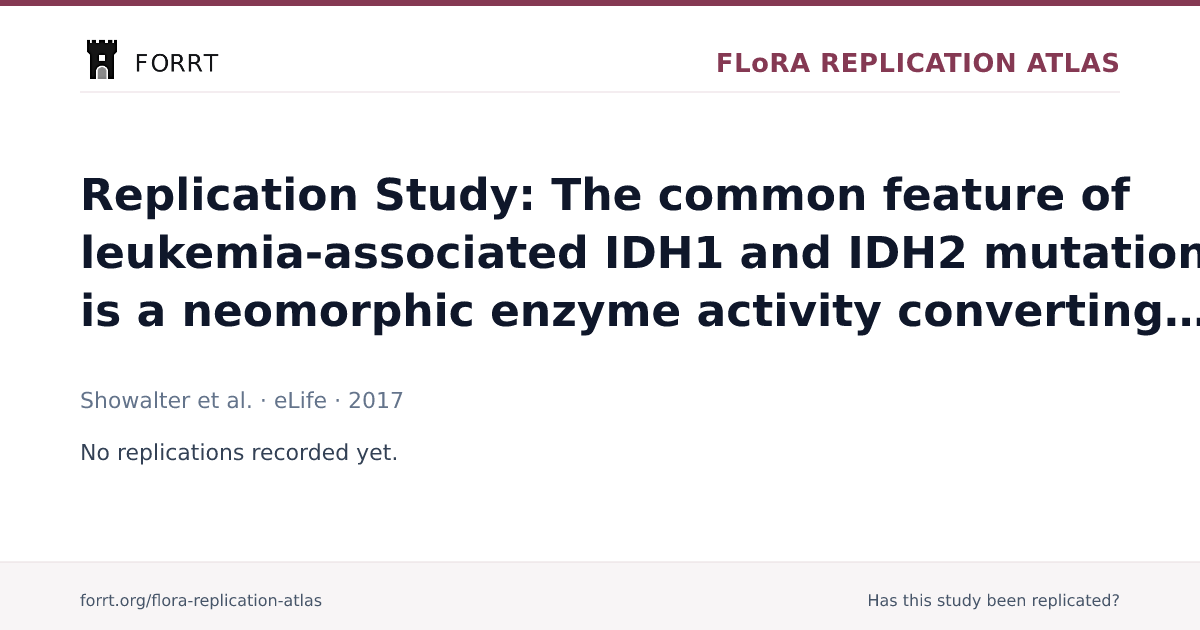 FORRT
FLoRA REPLICATION ATLAS
Replication Study: The common feature of
leukemia-associated IDH1 and IDH2 mutation
is a neomorphic enzyme activity converting…
Showalter et al. · eLife · 2017
No replications recorded yet.
forrt.org/flora-replication-atlas
Has this study been replicated?